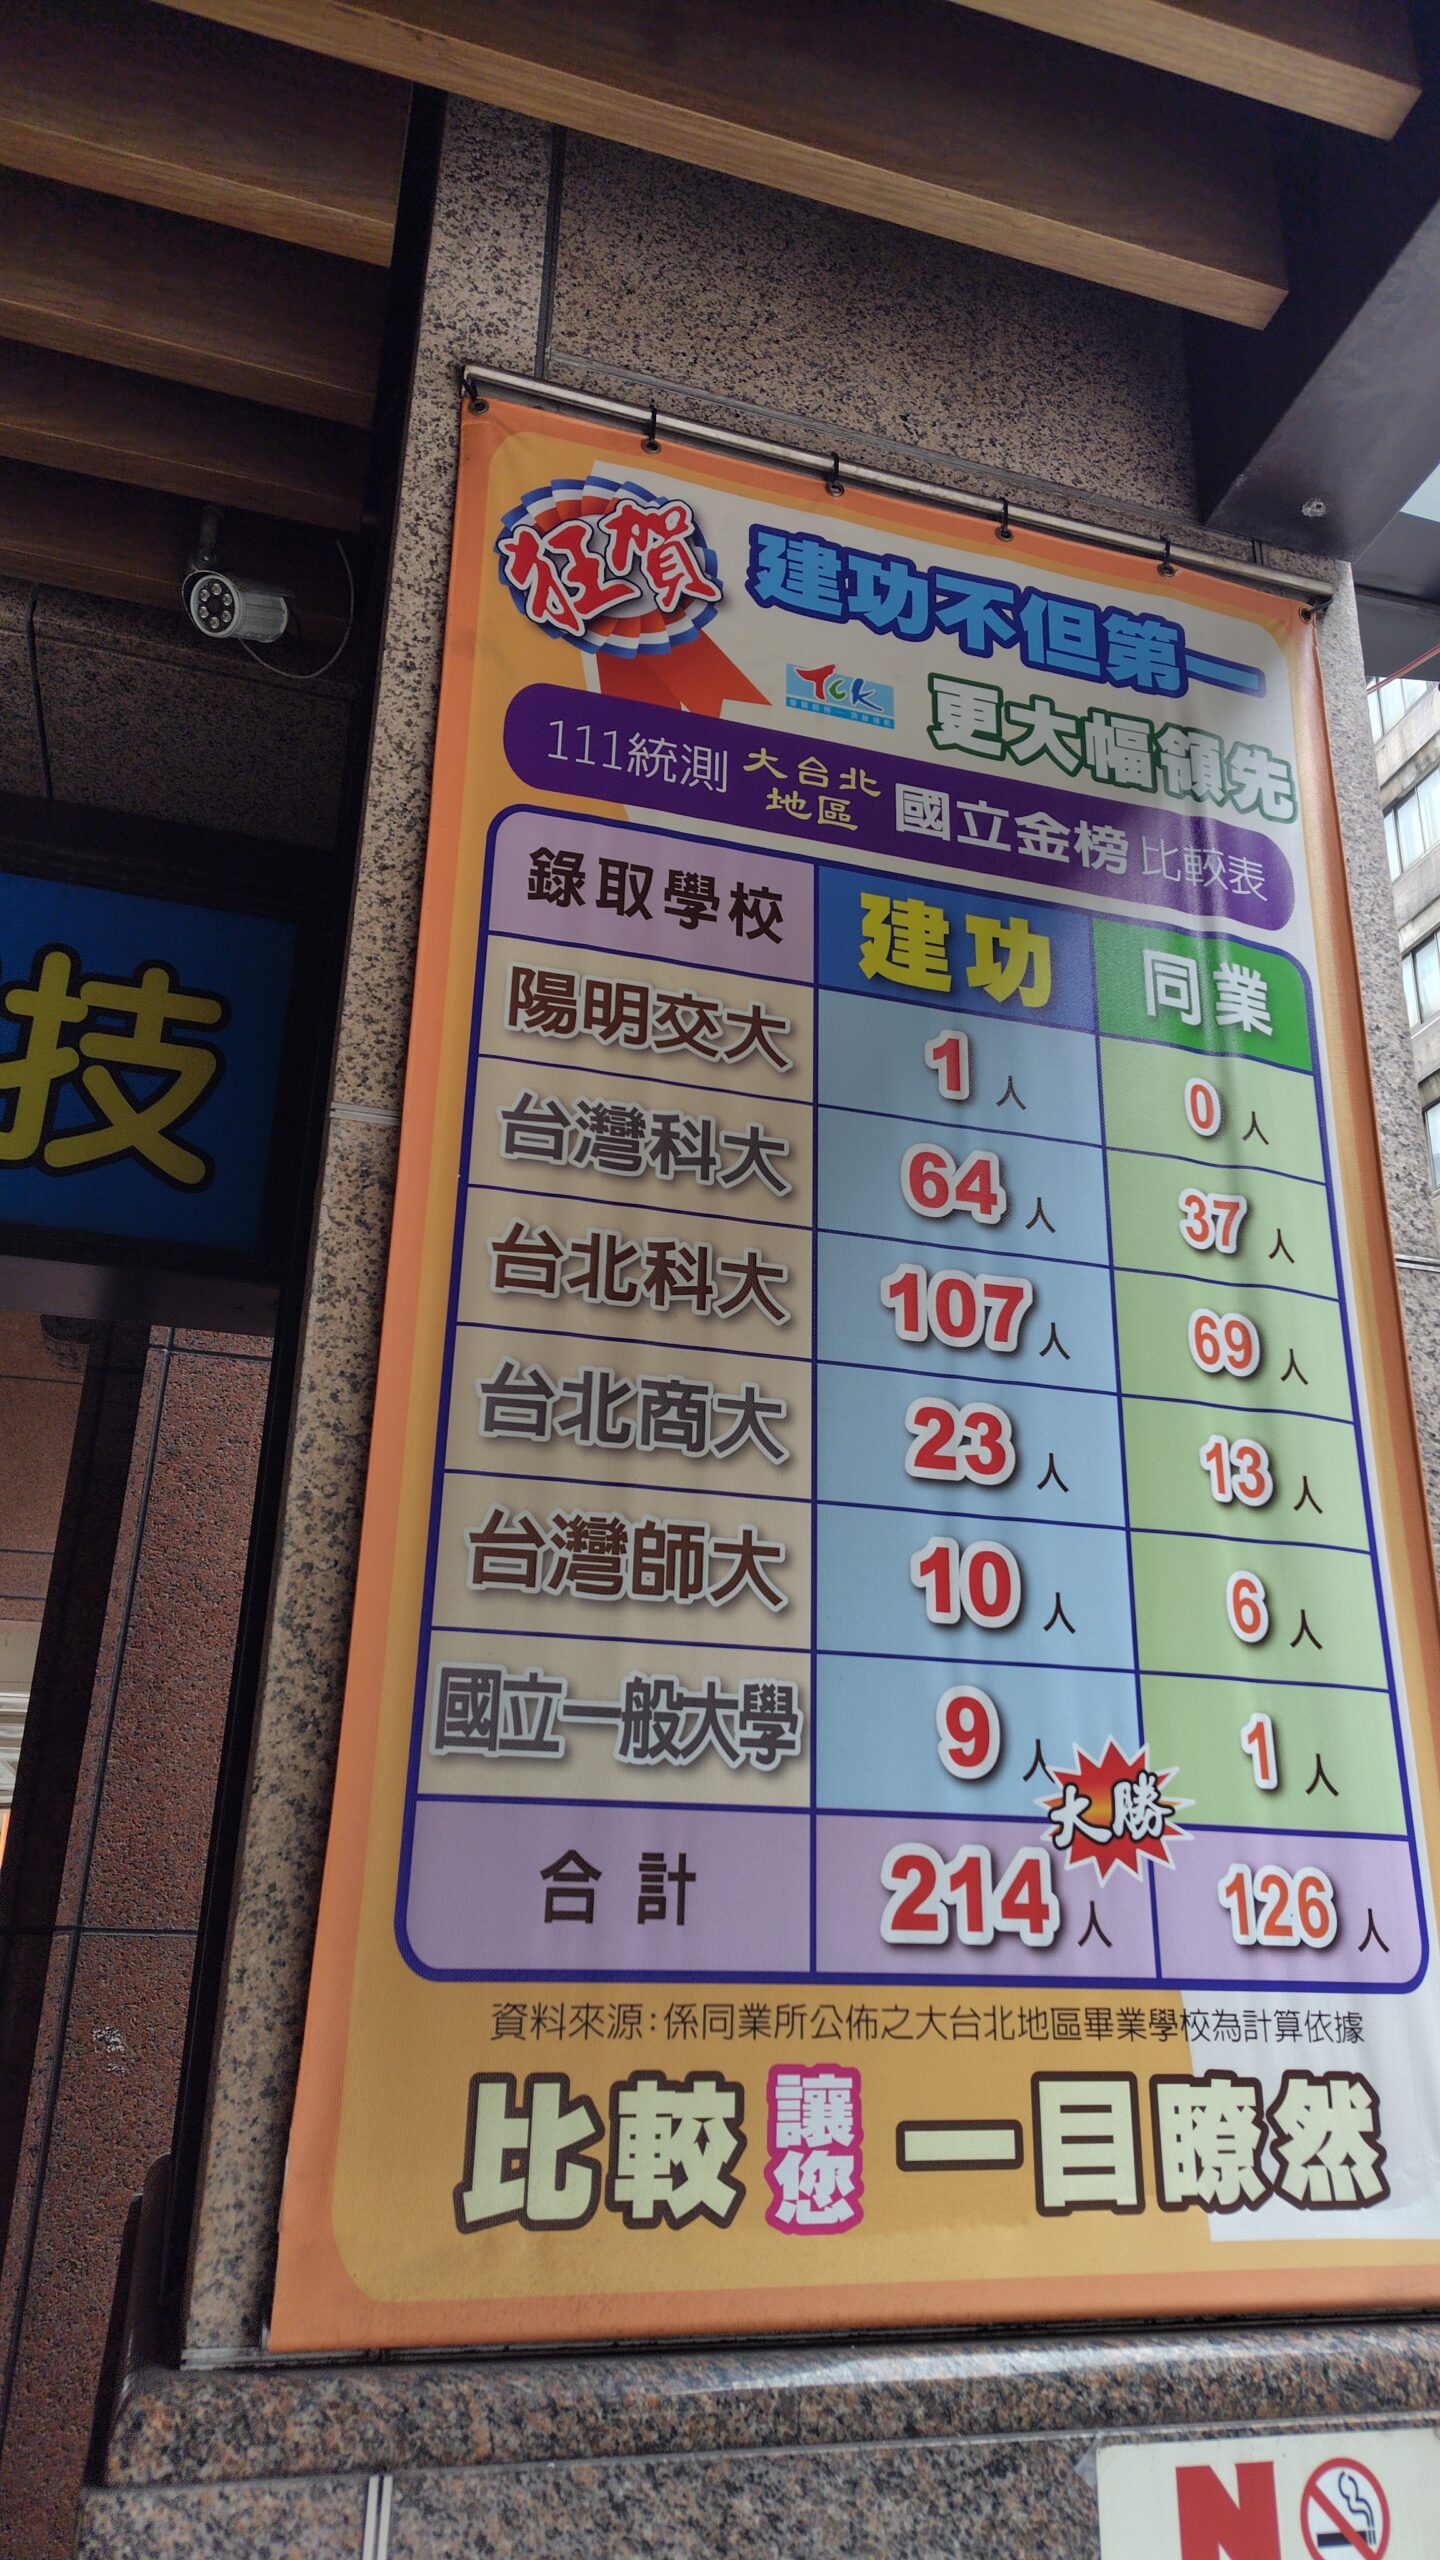 狂賀
建功不但第一
TCK
更大幅領先
111統測 大台北地區 國立金榜 比較表
錄取學校 建功 同業
陽明交大 1人 0人
台灣科大 64人 37人
台北科大 107人 69人
台北商大 23人 13人
台灣師大 10人 6人
國立一般大學 9人 1人
大勝
合計 214人 126人
資料來源:係同業所公佈之大台北地區畢業學校為計算依據
比較讓您一目瞭然
技
N